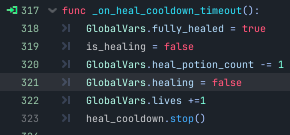 317 func _on_heal_cooldown_timeout():
318 GlobalVars.fully_healed = true
319 is_healing = false
320 GlobalVars.heal_potion_count -= 1
321 GlobalVars.healing = false
322 GlobalVars.lives +=1
323 heal_cooldown.stop()